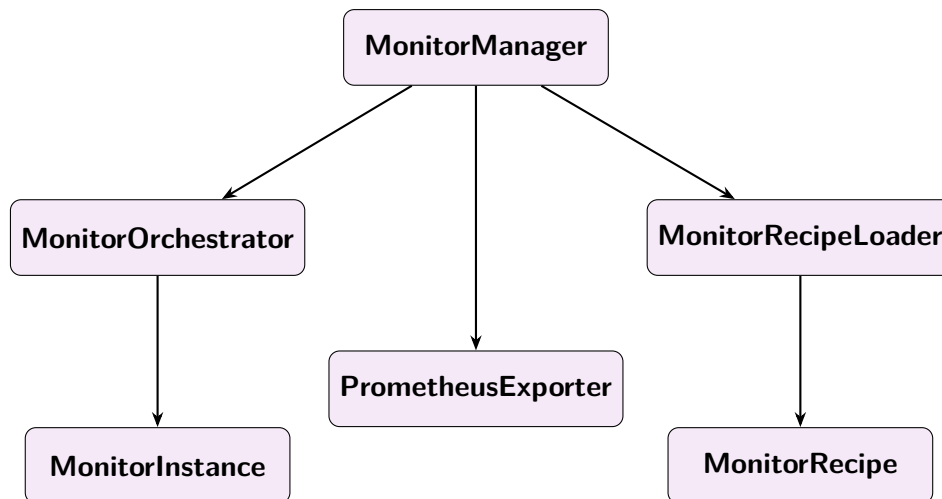 MonitorManager
MonitorOrchestrator
MonitorRecipeLoader
PrometheusExporter
MonitorInstance
MonitorRecipe